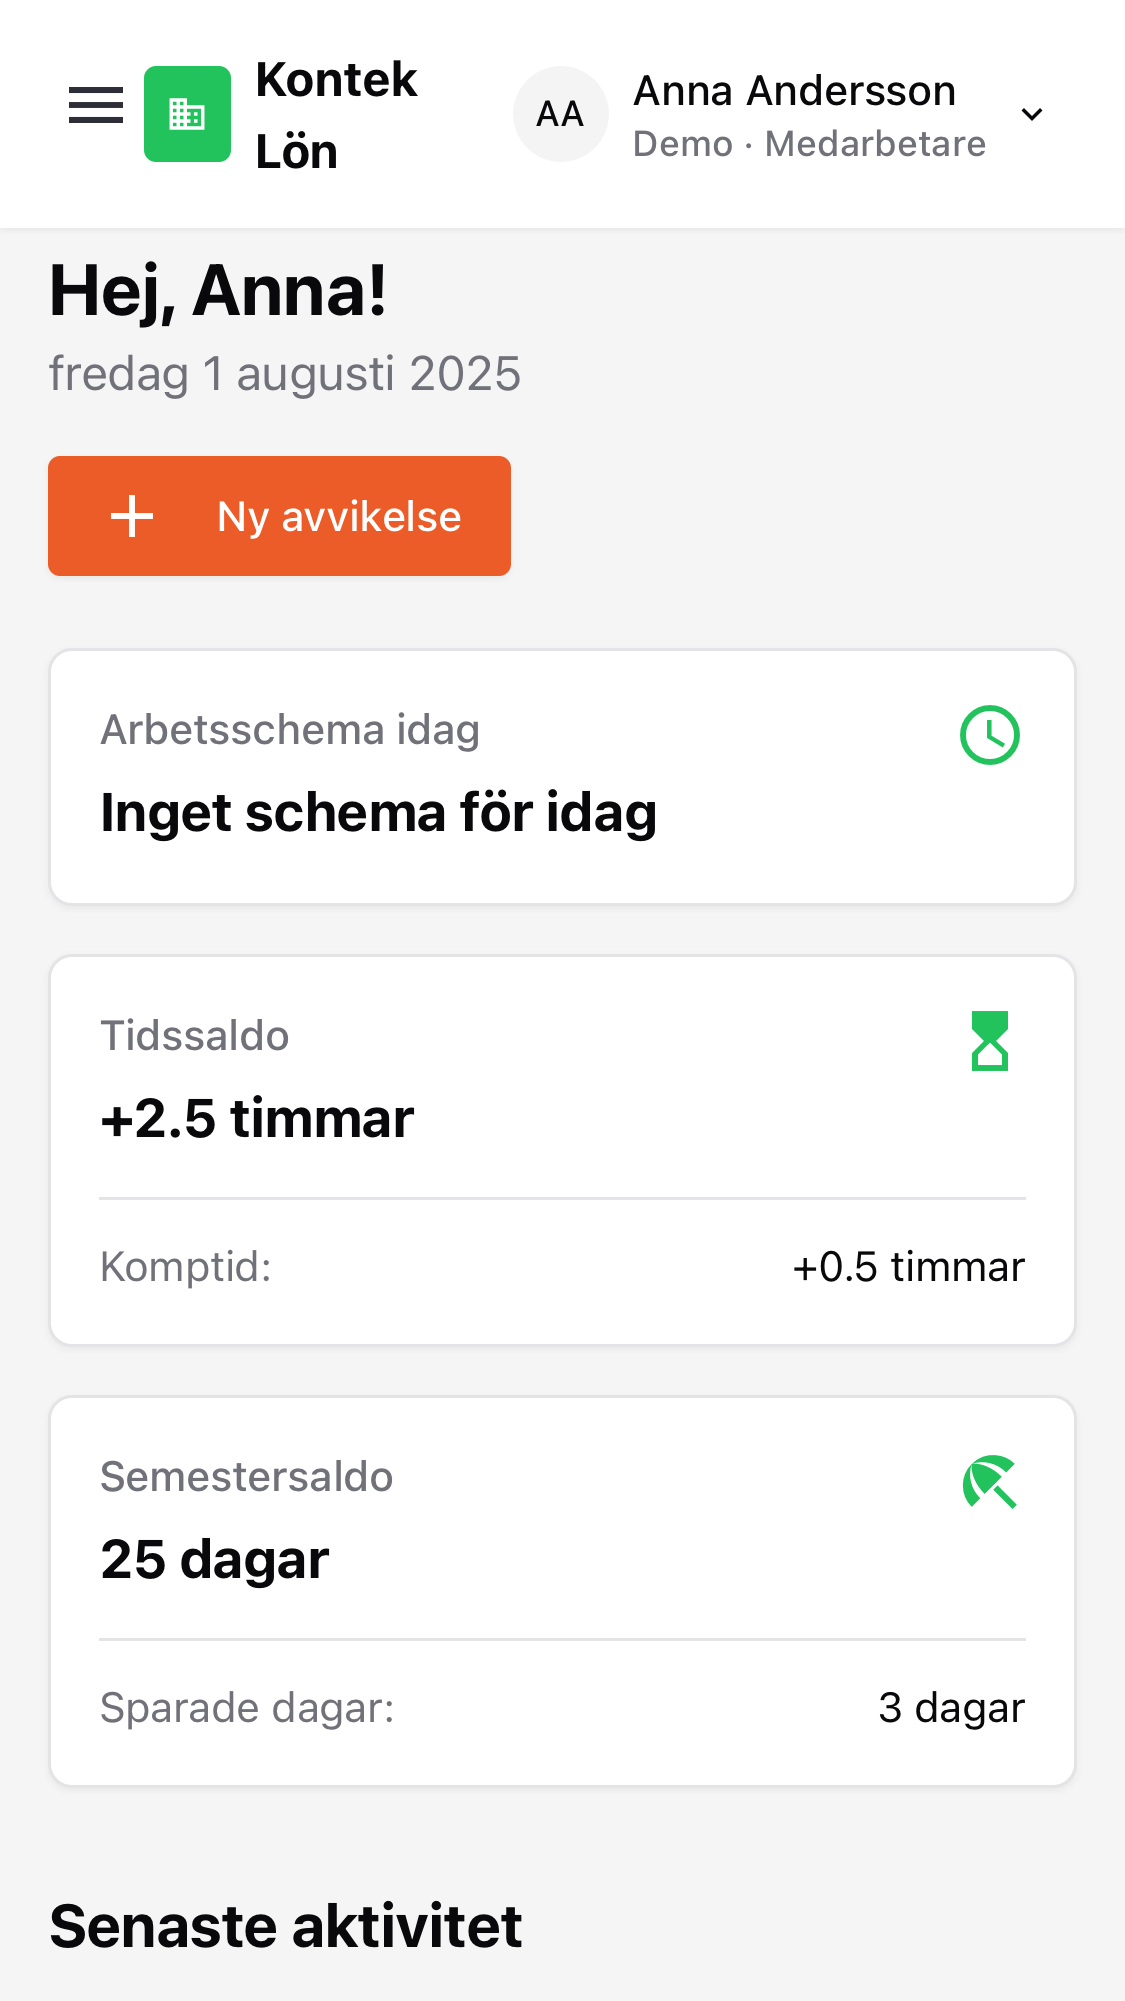 Kontek
Lön
AA
Anna Andersson
Demo · Medarbetare
Hej, Anna!
fredag 1 augusti 2025
Ny avvikelse
Arbetsschema idag
Inget schema för idag
Tidssaldo
+2.5 timmar
Komptid: +0.5 timmar
Semestersaldo
25 dagar
Sparade dagar: 3 dagar
Senaste aktivitet